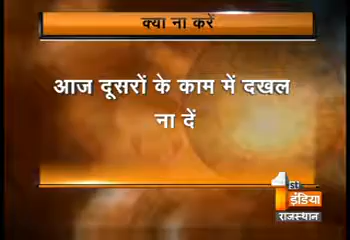 क्या ना करें
आज दूसरों के काम में दखल
ना दें
1st
इंडिया
राजस्थान